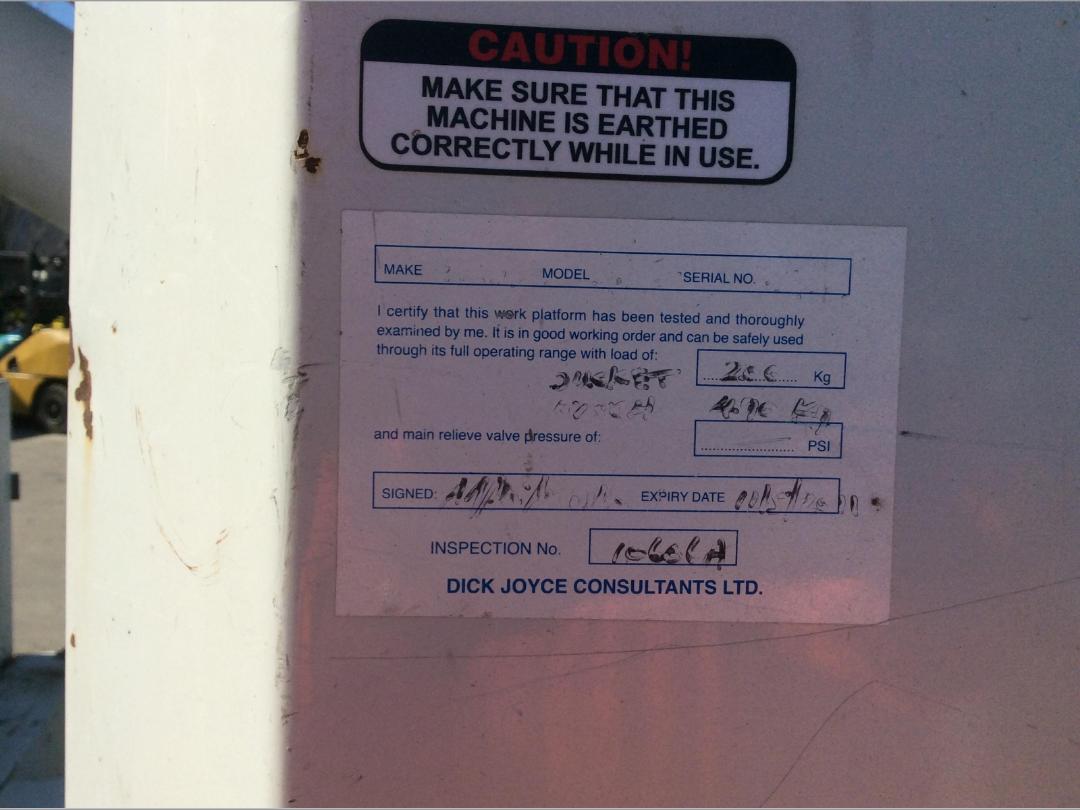 CAUTION!
MAKE SURE THAT THIS
MACHINE IS EARTHED
CORRECTLY WHILE IN USE.
MAKE MODEL SERIAL NO.
I certify that this work platform has been tested and thoroughly
examined by me. It is in good working order and can be safely used
through its full operating range with load of:
Kg
BUCKET
and main relieve valve pressure of:
PSI
SIGNED: EXPIRY DATE
INSPECTION No.
DICK JOYCE CONSULTANTS LTD.